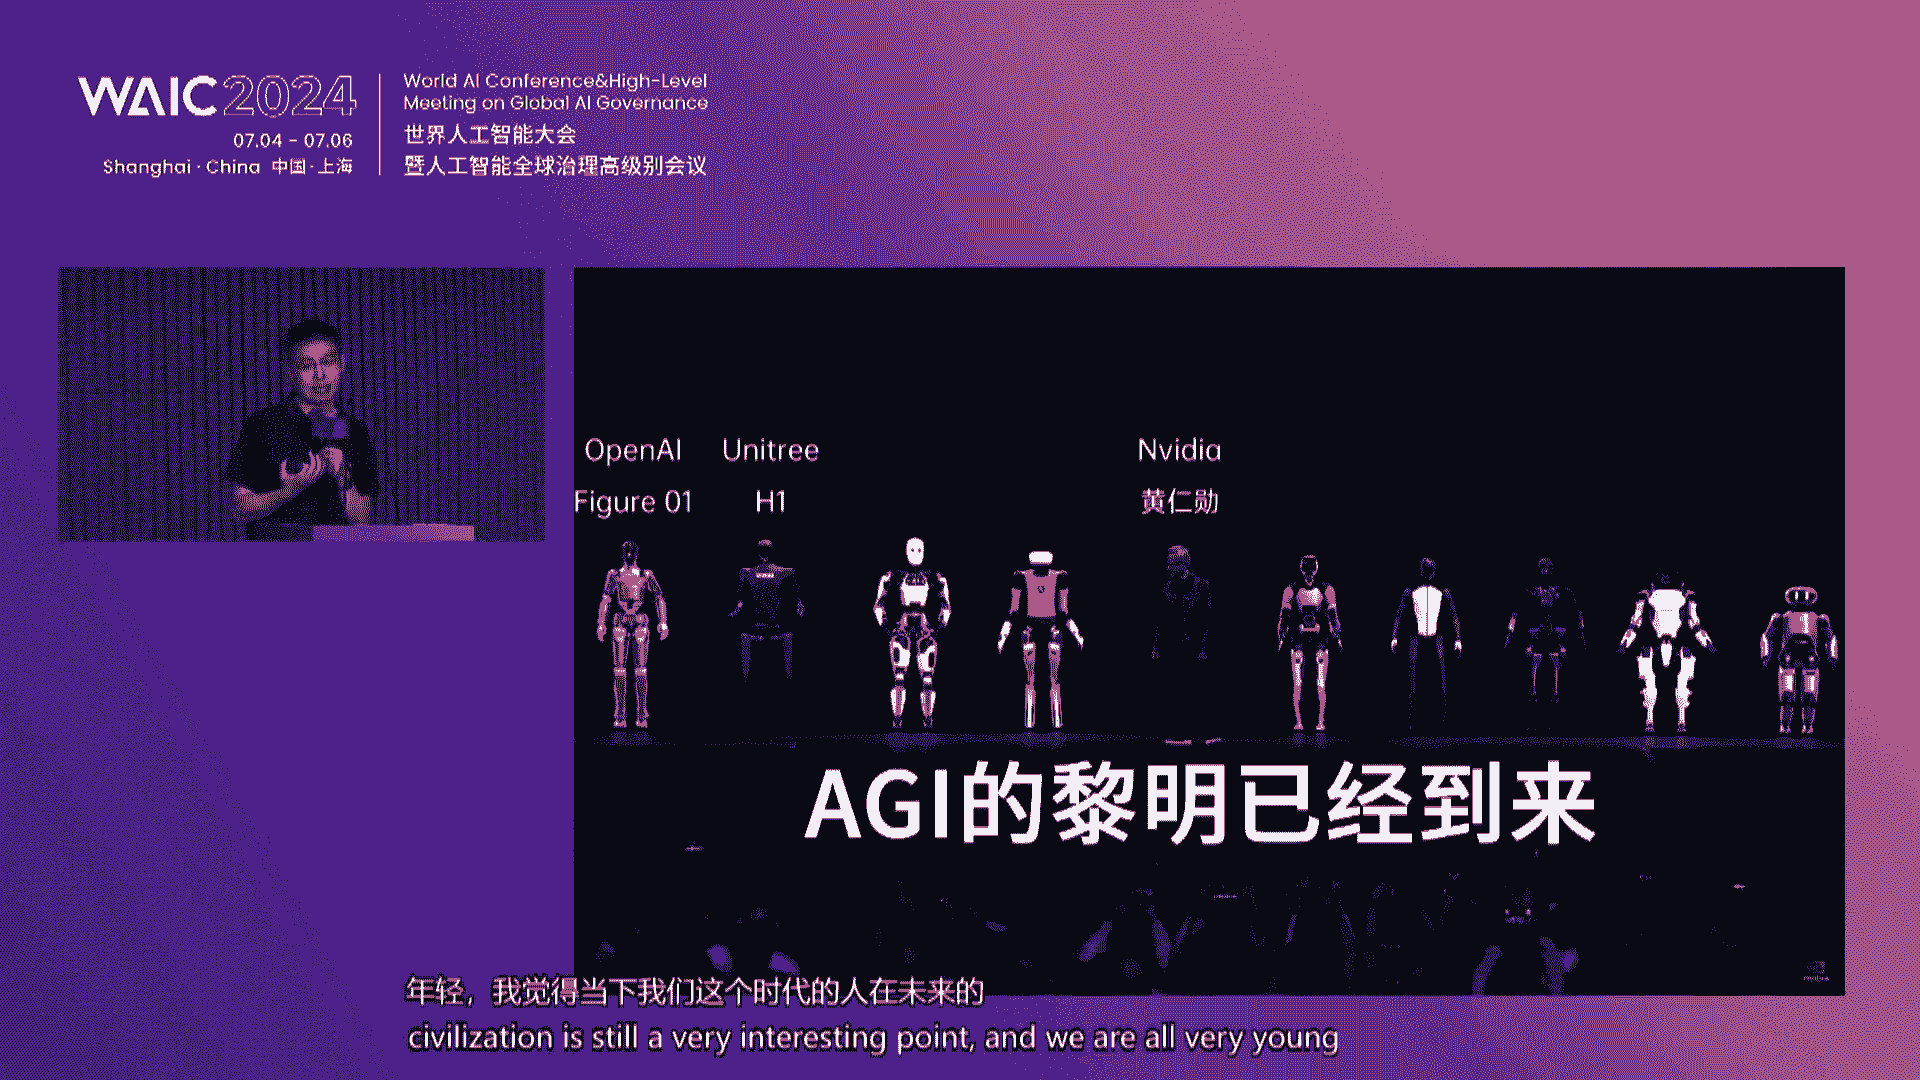 WAIC 2024
07.04 - 07.06
Shanghai · China 中国·上海
World AI Conference&High-Level
Meeting on Global AI Governance
世界人工智能大会
暨人工智能全球治理高级别会议
OpenAI Unitree Nvidia
Figure 01 H1 黄仁勋
AGI的黎明已经到来
年轻，我觉得当下我们这个时代的人在未来的
civilization is still a very interesting point, and we are all very young